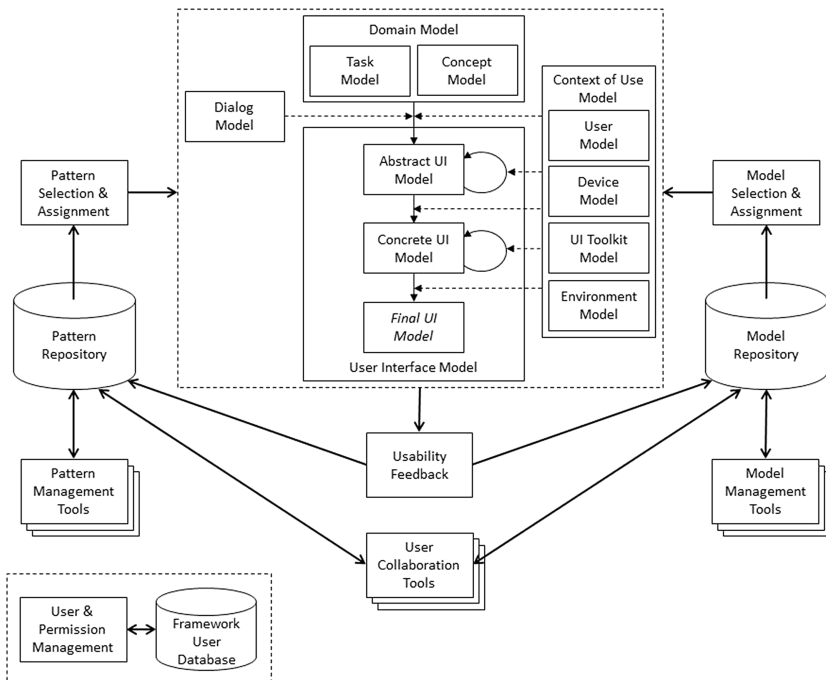 Domain Model
Task
Model
Concept
Model
Dialog
Model
Context of Use
Model
User
Model
Device
Model
UI Toolkit
Model
Environment
Model
Abstract UI
Model
Concrete UI
Model
Final UI
Model
User Interface Model
Pattern
Selection &
Assignment
Model
Selection &
Assignment
Pattern
Repository
Model
Repository
Usability
Feedback
Pattern
Management
Tools
Model
Management
Tools
User
Collaboration
Tools
User &
Permission
Management
Framework
User
Database